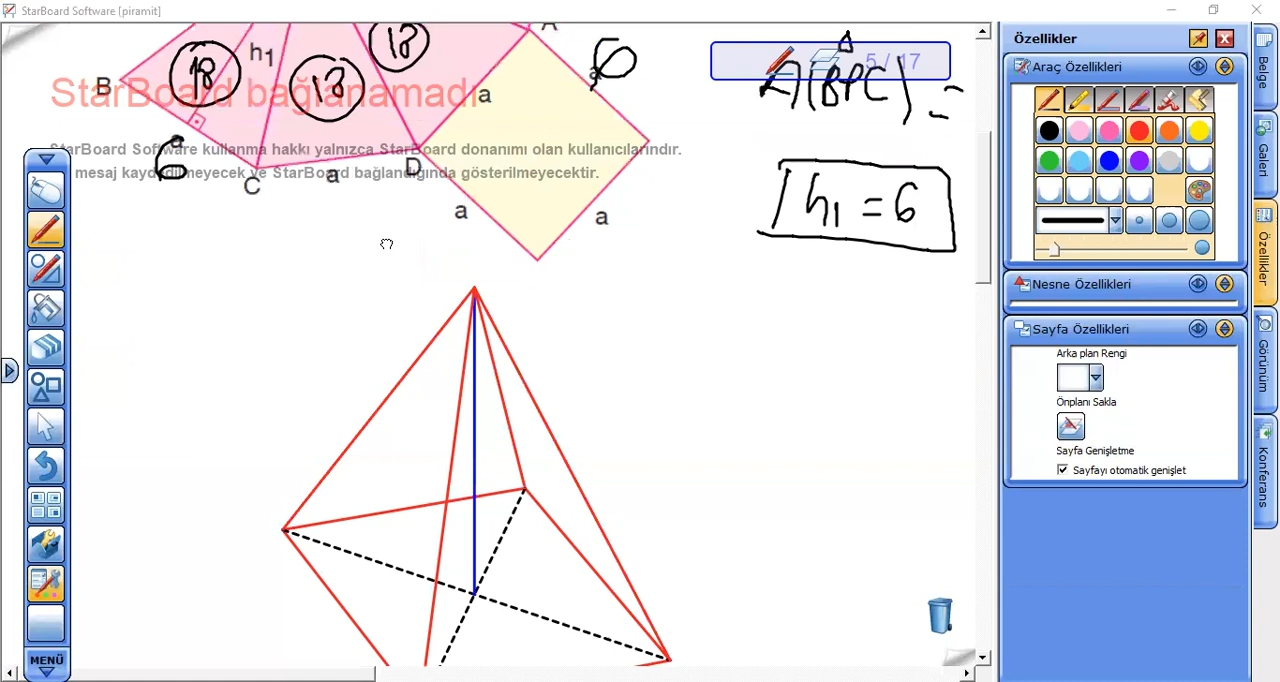 StarBoard Software [piramit]
A
B
h1
18
18
18
6
5 / 17
A(BPC) =
StarBoard bağlanamadı
a
a
6
StarBoard Software kullanma hakkı yalnızca StarBoard donanımı olan kullanıcılarındır.
mesaj kaydedilmeyecek ve StarBoard bağlandığında gösterilmeyecektir.
C
a
D
a
a
h1 = 6
MENÜ
Özellikler
Araç Özellikleri
Nesne Özellikleri
Sayfa Özellikleri
Arka plan Rengi
Önplanı Sakla
Sayfa Genişletme
Sayfayı otomatik genişlet
Belge
Galeri
Özellikler
Görünüm
Konferans